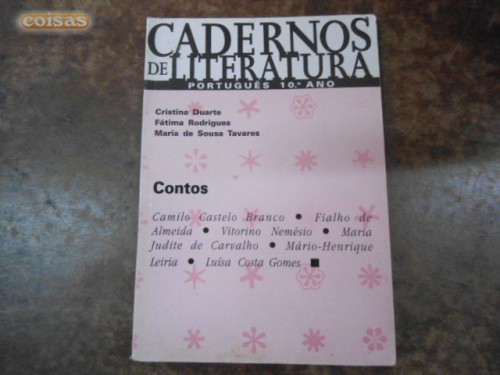 coisas
CADERNOS
DE LITERATURA
PORTUGUÊS 10.º ANO
Cristina Duarte
Fátima Rodrigues
Maria de Sousa Tavares
Contos
Camilo Castelo Branco • Fialho de
Almeida • Vitorino Nemésio • Maria
Judite de Carvalho • Mário-Henrique
Leiria • Luísa Costa Gomes ■